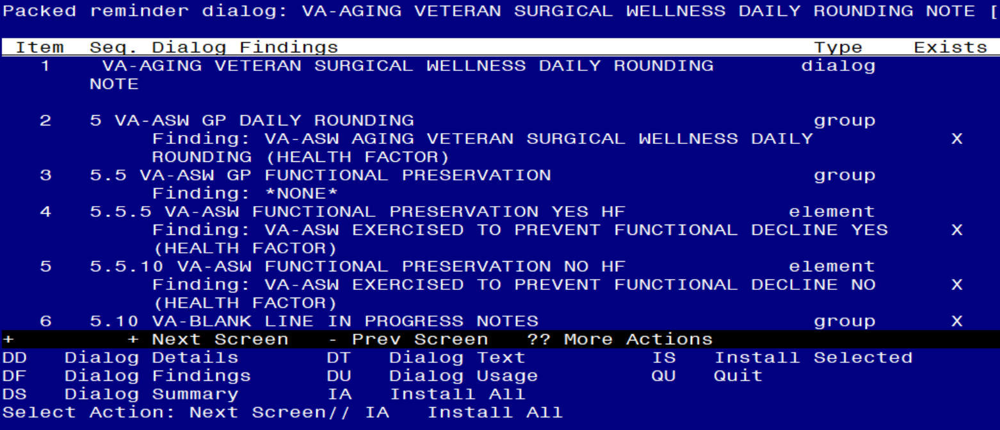 Packed reminder dialog: VA-AGING VETERAN SURGICAL WELLNESS DAILY ROUNDING NOTE [
Item Seq. Dialog Findings Type Exists
1 VA-AGING VETERAN SURGICAL WELLNESS DAILY ROUNDING dialog
NOTE
2 5 VA-ASW GP DAILY ROUNDING group
Finding: VA-ASW AGING VETERAN SURGICAL WELLNESS DAILY X
ROUNDING (HEALTH FACTOR)
3 5.5 VA-ASW GP FUNCTIONAL PRESERVATION group
Finding: *NONE*
4 5.5.5 VA-ASW FUNCTIONAL PRESERVATION YES HF element
Finding: VA-ASW EXERCISED TO PREVENT FUNCTIONAL DECLINE YES X
(HEALTH FACTOR)
5 5.5.10 VA-ASW FUNCTIONAL PRESERVATION NO HF element
Finding: VA-ASW EXERCISED TO PREVENT FUNCTIONAL DECLINE NO X
(HEALTH FACTOR)
6 5.10 VA-BLANK LINE IN PROGRESS NOTES group X
+ + Next Screen - Prev Screen ?? More Actions
DD Dialog Details DT Dialog Text IS Install Selected
DF Dialog Findings DU Dialog Usage QU Quit
DS Dialog Summary IA Install All
Select Action: Next Screen// IA Install All